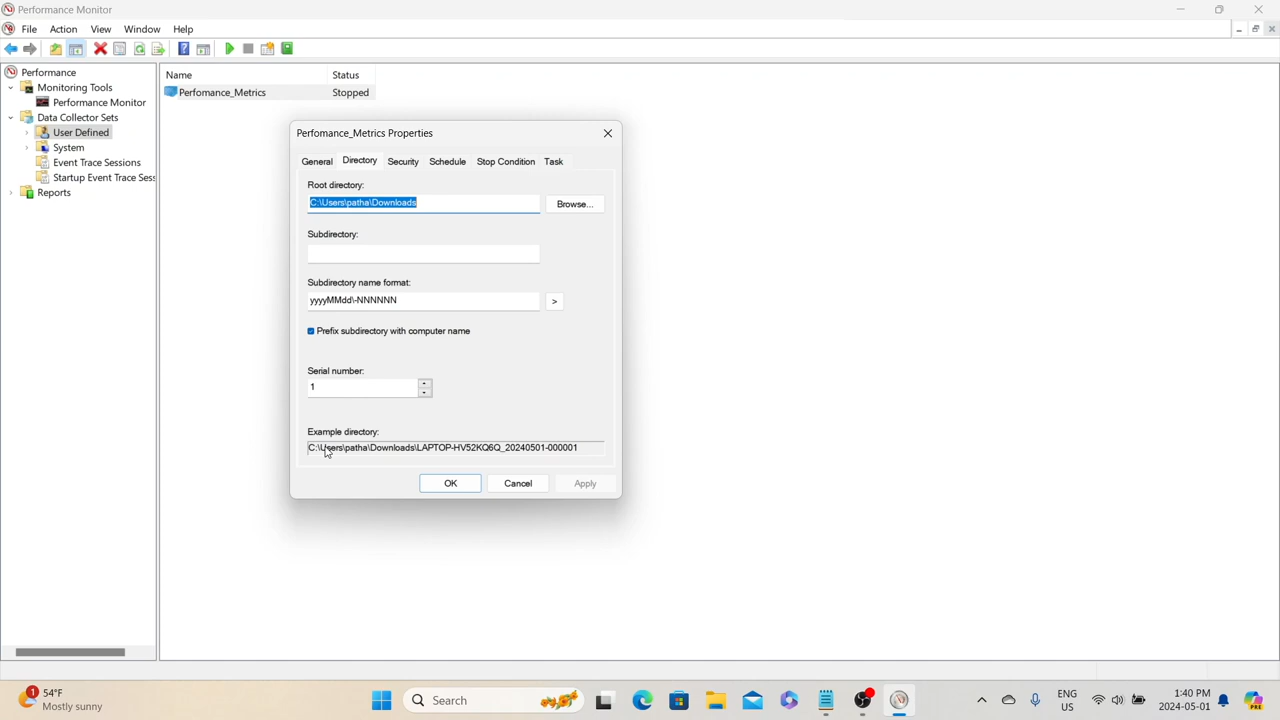 Performance Monitor
File Action View Window Help
Performance
Monitoring Tools
Performance Monitor
Data Collector Sets
User Defined
System
Event Trace Sessions
Startup Event Trace Sess
Reports
Name Status
Perfomance_Metrics Stopped
Perfomance_Metrics Properties
General Directory Security Schedule Stop Condition Task
Root directory:
C:\Users\patha\Downloads Browse...
Subdirectory:
Subdirectory name format:
yyyyMMdd\-NNNNNN >
Prefix subdirectory with computer name
Serial number:
1
Example directory:
C:\Users\patha\Downloads\LAPTOP-HV52KQ6Q_20240501-000001
OK Cancel Apply
1 54°F
Mostly sunny
Search
ENG
US
1:40 PM
2024-05-01
PRE